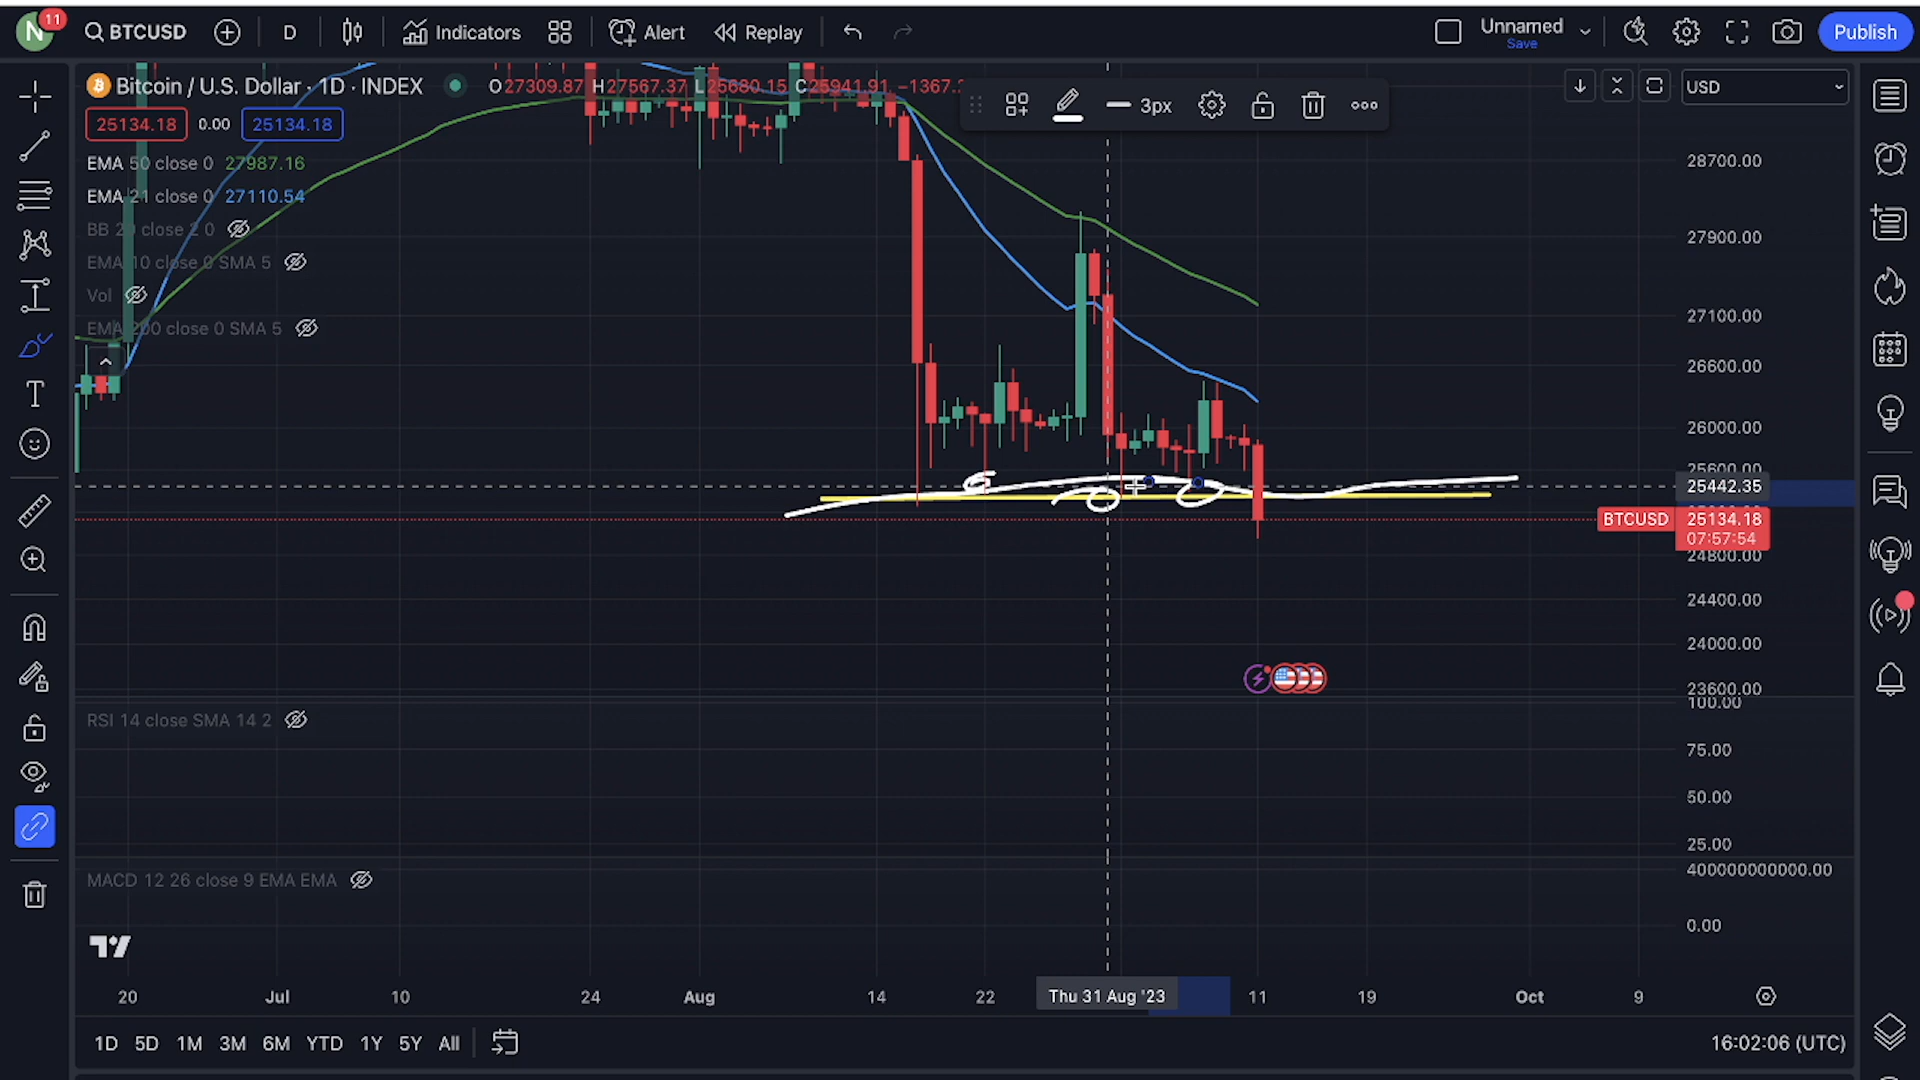 N 11 BTCUSD D Indicators Alert Replay Unnamed Save Publish
Bitcoin / U.S. Dollar · 1D · INDEX O27309.87 H27567.37 L25680.15 C25941.91 −1367.
USD
3px
25134.18 0.00 25134.18
EMA 50 close 0 27987.16
EMA 21 close 0 27110.54
BB 20 close 2 0
EMA 10 close 0 SMA 5
Vol
EMA 200 close 0 SMA 5
28700.00
27900.00
27100.00
26600.00
26000.00
25600.00
25442.35
BTCUSD 25134.18
07:57:54
24800.00
24400.00
24000.00
23600.00
100.00
RSI 14 close SMA 14 2
75.00
50.00
25.00
MACD 12 26 close 9 EMA EMA
400000000000.00
0.00
20 Jul 10 24 Aug 14 22 Thu 31 Aug '23 11 19 Oct 9
1D 5D 1M 3M 6M YTD 1Y 5Y All 16:02:06 (UTC)